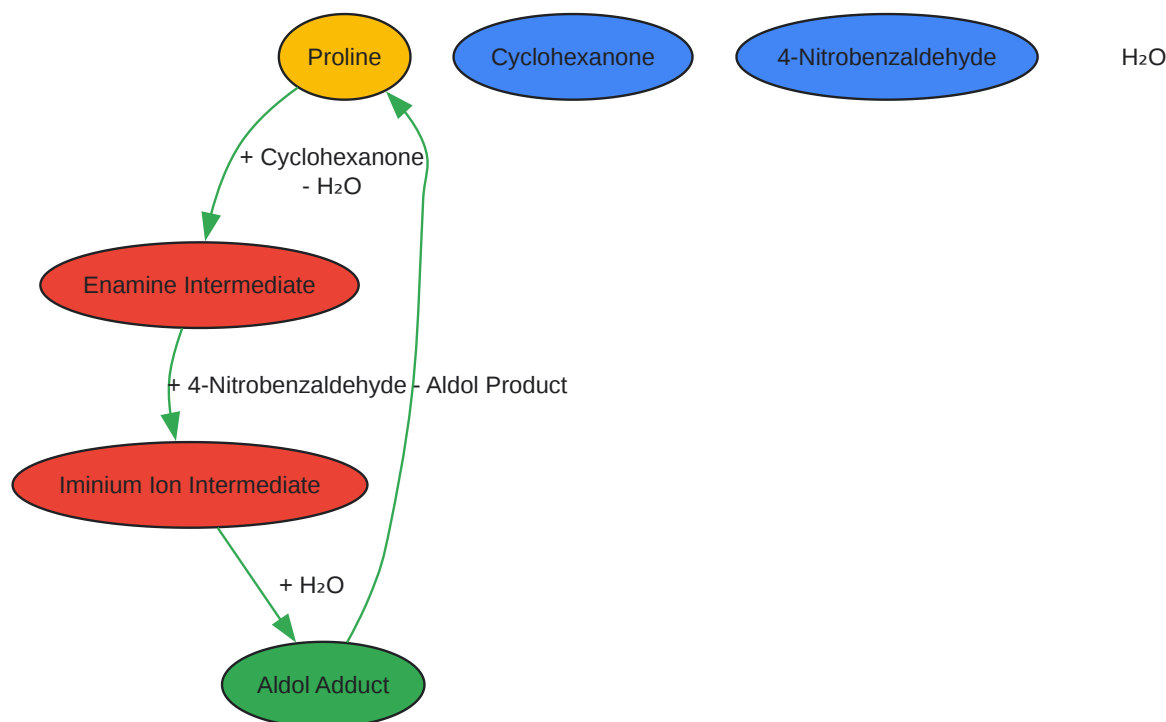 Proline
Cyclohexanone
4-Nitrobenzaldehyde
H₂O
+ Cyclohexanone
- H₂O
Enamine Intermediate
+ 4-Nitrobenzaldehyde
- Aldol Product
Iminium Ion Intermediate
+ H₂O
Aldol Adduct